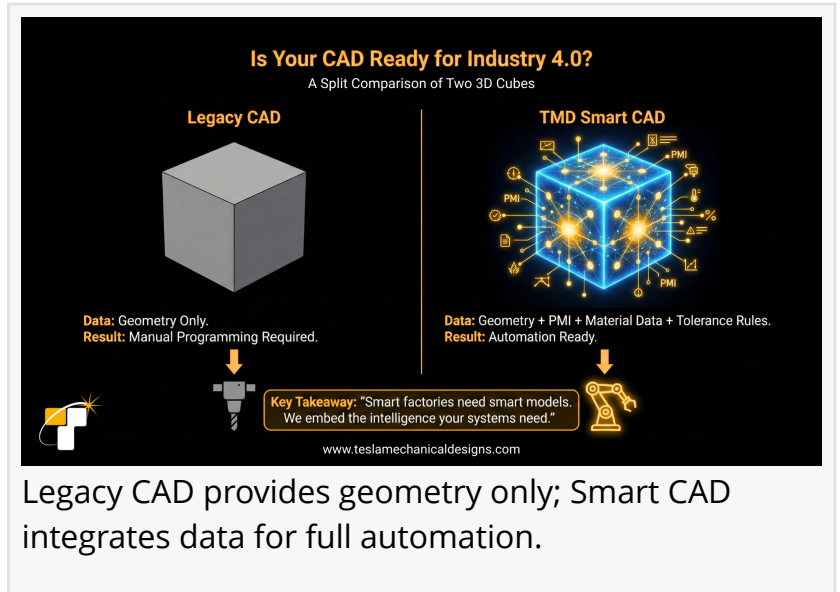 Is Your CAD Ready for Industry 4.0?
A Split Comparison of Two 3D Cubes
Legacy CAD
Data: Geometry Only.
Result: Manual Programming Required.
TMD Smart CAD
PMI
PMI
PMI
Data: Geometry + PMI + Material Data + Tolerance Rules.
Result: Automation Ready.
Key Takeaway: “Smart factories need smart models.
We embed the intelligence your systems need.”
www.teslamechanicaldesigns.com
Legacy CAD provides geometry only; Smart CAD
integrates data for full automation.